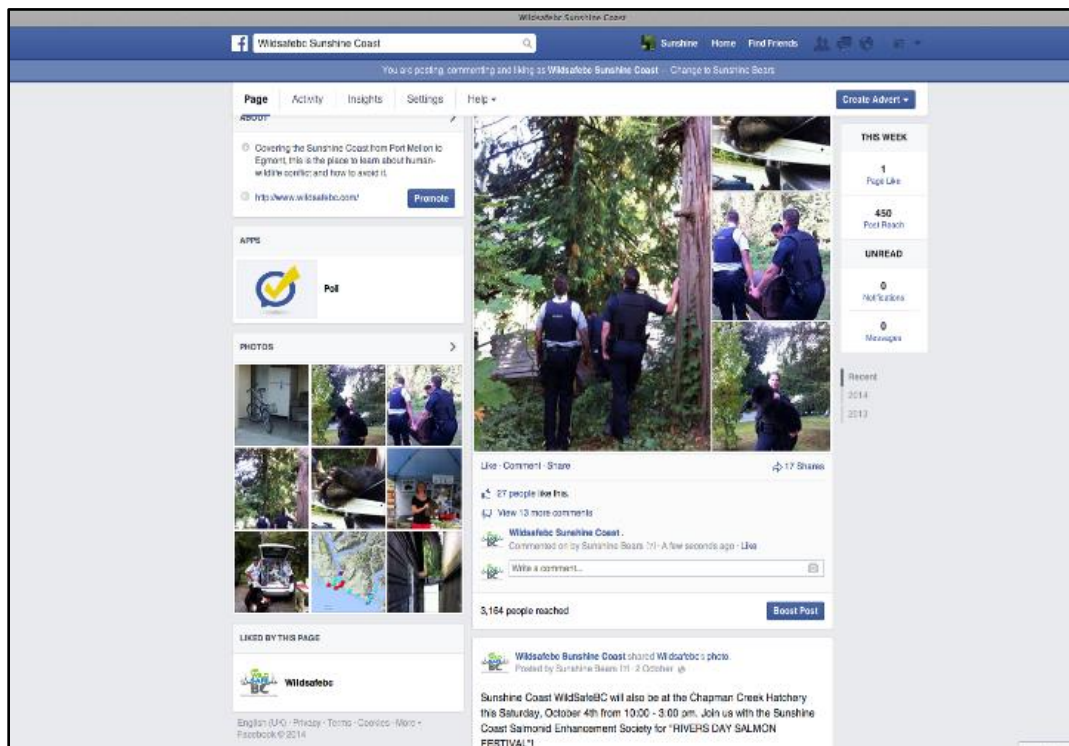 Wildsafebc Sunshine Coast
Wildsafebc Sunshine Coast
Sunshine Home Find Friends
You are posting, commenting and liking as Wildsafebc Sunshine Coast — Change to Sunshine Bears
Page Activity Insights Settings Help
Create Advert
ABOUT
Covering the Sunshine Coast from Port Mellon to
Egmont, this is the place to learn about human-
wildlife conflict and how to avoid it.
http://www.wildsafebc.com/
Promote
APPS
Poll
PHOTOS
LIKED BY THIS PAGE
Wildsafebc
English (UK) · Privacy · Terms · Cookies · More
Facebook © 2014
Like · Comment · Share
17 Shares
27 people like this.
View 13 more comments
Wildsafebc Sunshine Coast .
Commented on by Sunshine Bears [?] · A few seconds ago · Like
Write a comment...
3,164 people reached
Boost Post
Wildsafebc Sunshine Coast shared Wildsafebc's photo.
Posted by Sunshine Bears [?] · 2 October
Sunshine Coast WildSafeBC will also be at the Chapman Creek Hatchery
this Saturday, October 4th from 10:00 - 3:00 pm. Join us with the Sunshine
Coast Salmonid Enhancement Society for "RIVERS DAY SALMON
FESTIVAL"!
THIS WEEK
1
Page Like
450
Post Reach
UNREAD
0
Notifications
0
Messages
Recent
2014
2013